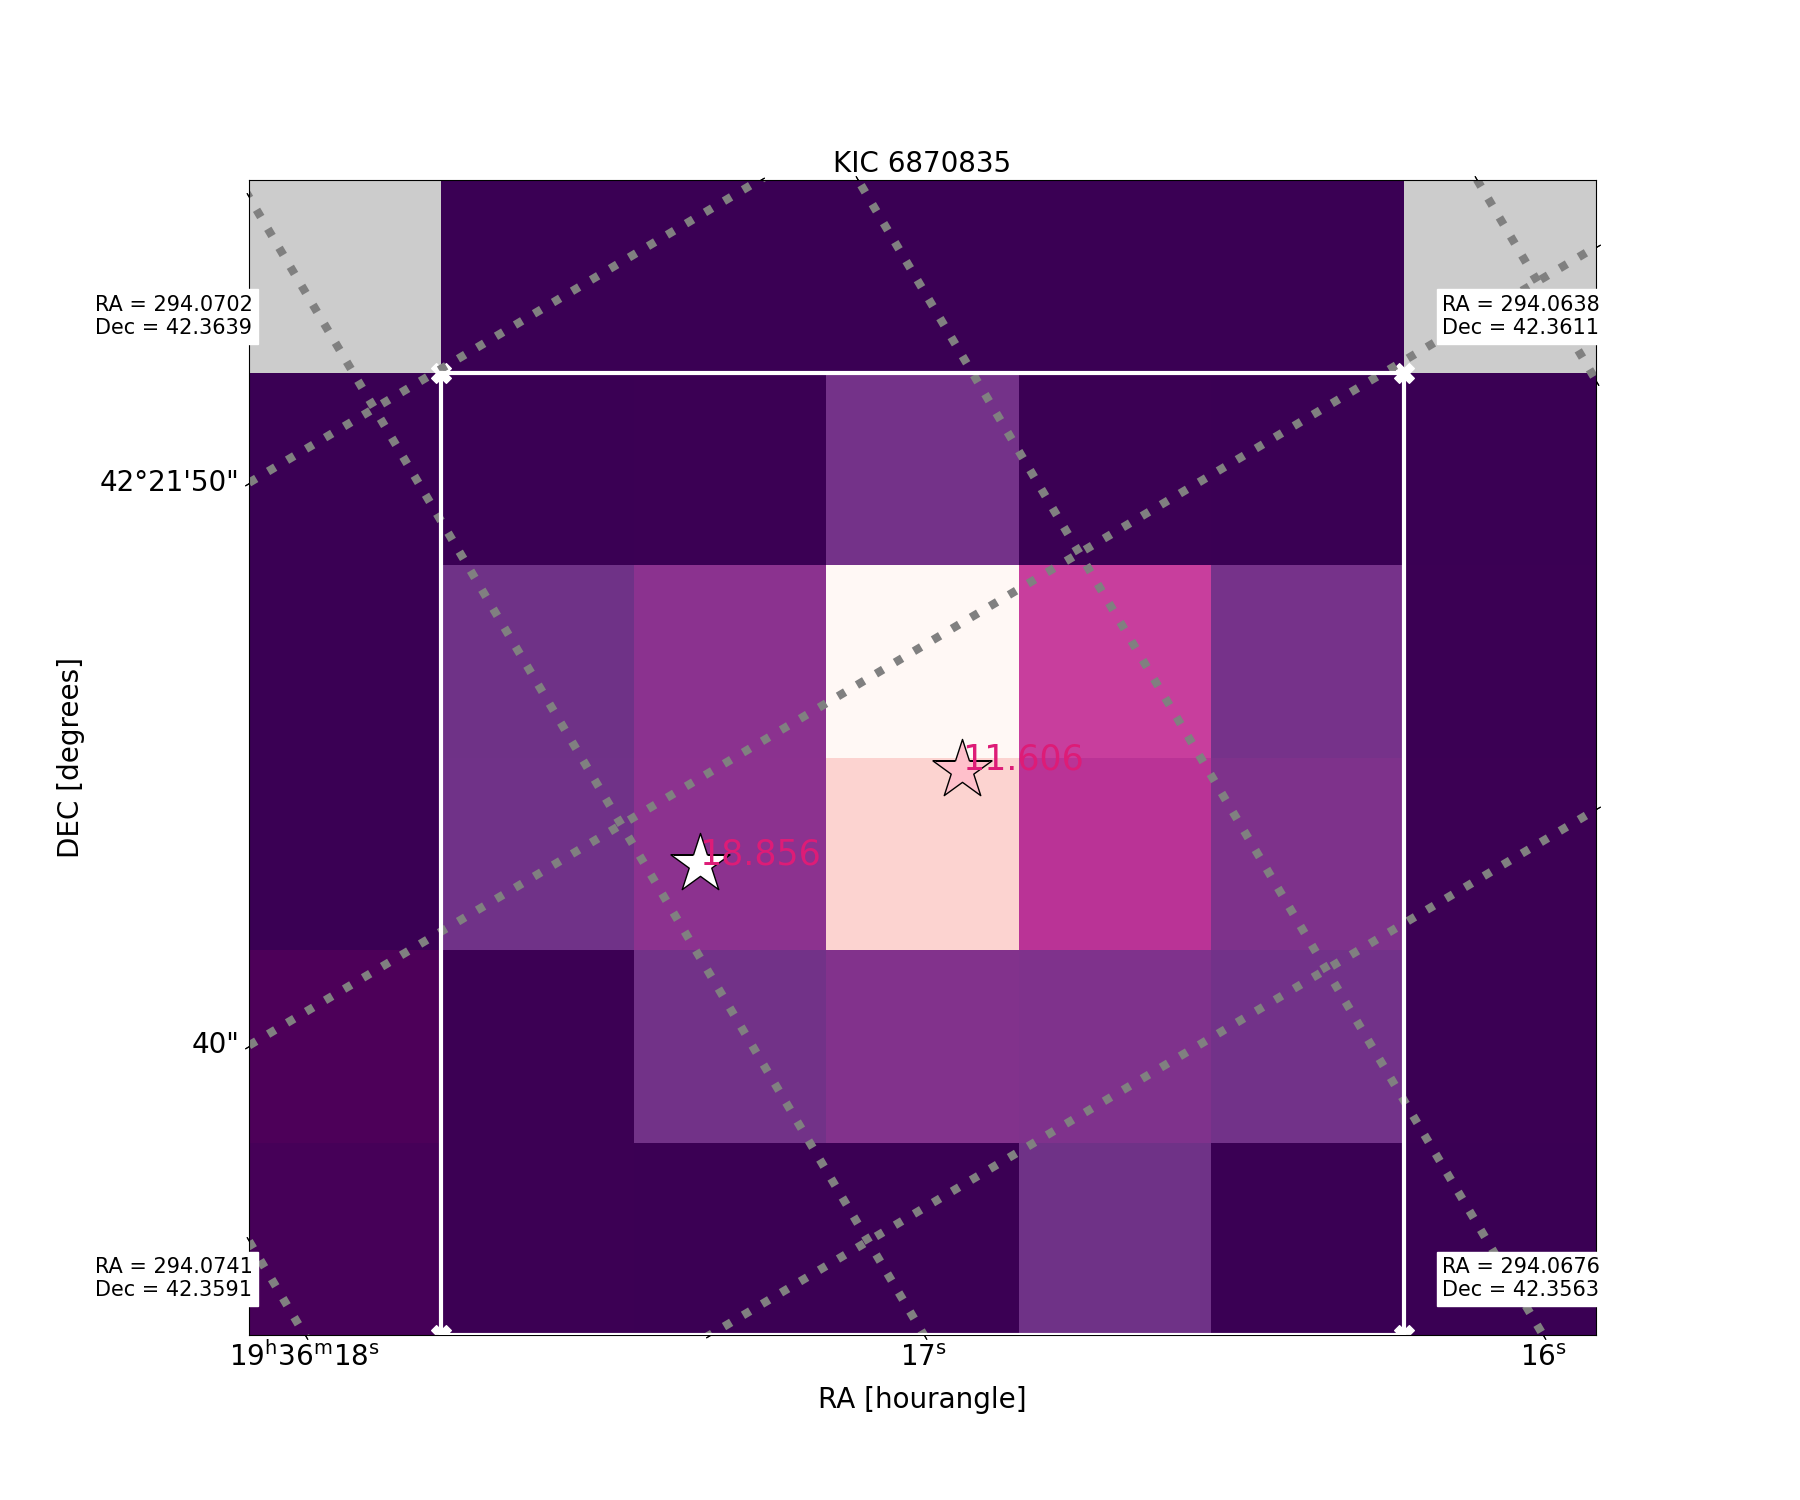 KIC 6870835
RA = 294.0702
Dec = 42.3639
RA = 294.0638
Dec = 42.3611
42°21'50"
DEC [degrees]
11.606
18.856
40"
RA = 294.0741
Dec = 42.3591
RA = 294.0676
Dec = 42.3563
19ʰ36ᵐ18ˢ
17ˢ
16ˢ
RA [hourangle]